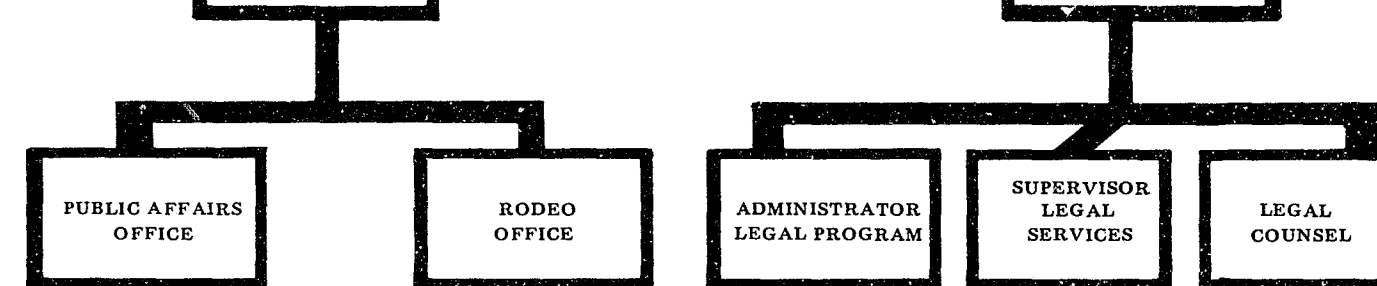 PUBLIC AFFAIRS
OFFICE
RODEO
OFFICE
ADMINISTRATOR
LEGAL PROGRAM
SUPERVISOR
LEGAL
SERVICES
LEGAL
COUNSEL